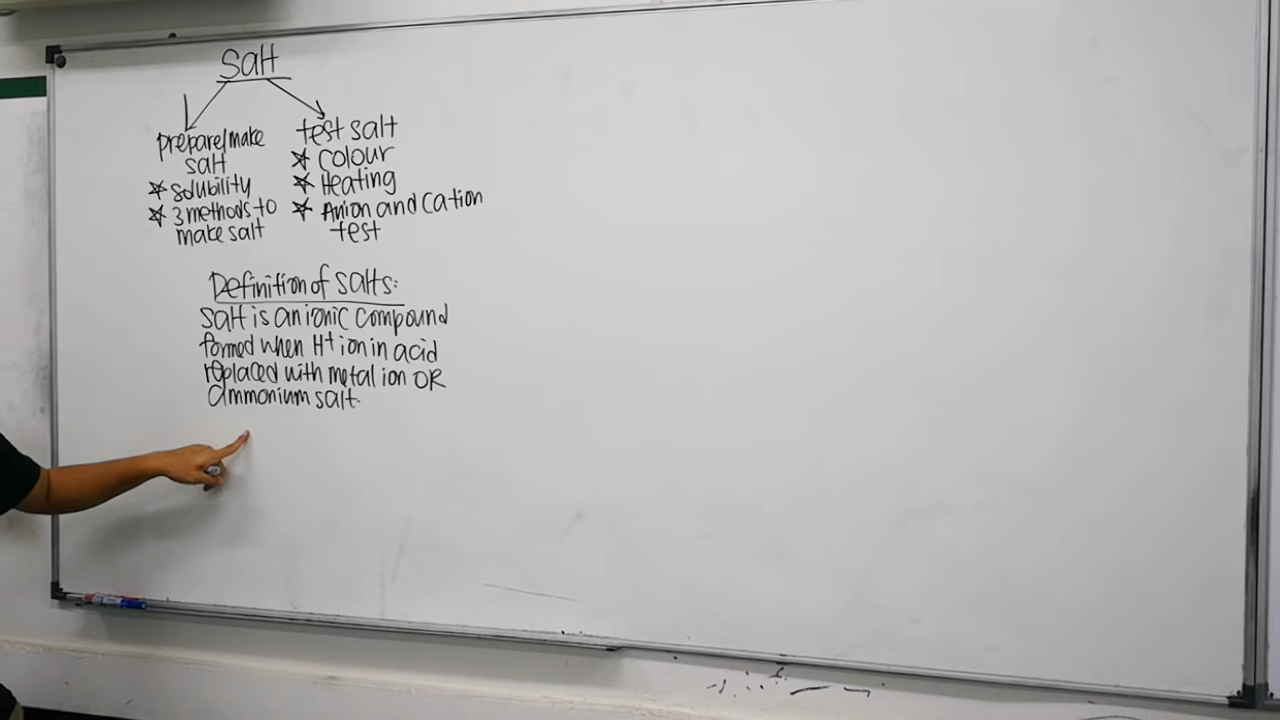 Salt
prepare/make
salt
* Solubility
* 3 methods to
make salt
test salt
* Colour
* Heating
* Anion and Cation
test
Definition of salts:
Salt is an ionic compound
formed when H+ ion in acid
replaced with metal ion OR
ammonium salt.